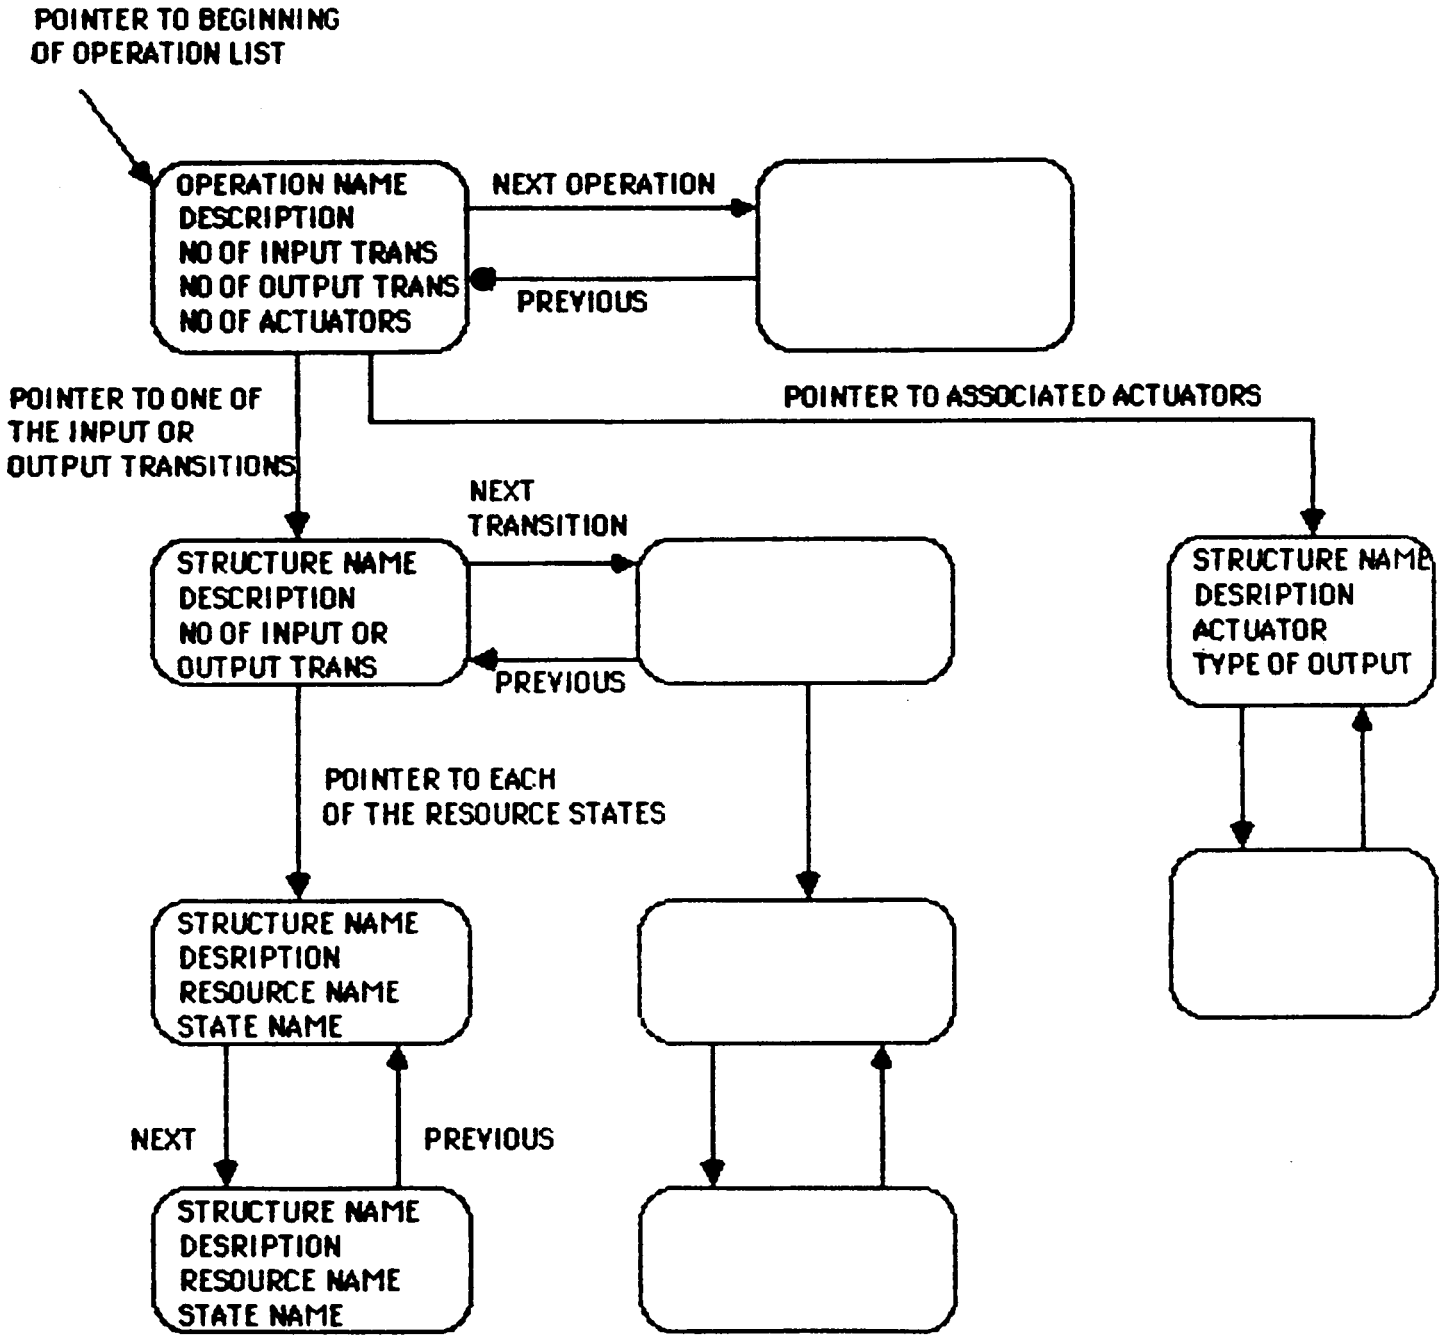 POINTER TO BEGINNING
OF OPERATION LIST
OPERATION NAME
DESCRIPTION
NO OF INPUT TRANS
NO OF OUTPUT TRANS
NO OF ACTUATORS
NEXT OPERATION
PREVIOUS
POINTER TO ONE OF
THE INPUT OR
OUTPUT TRANSITIONS
POINTER TO ASSOCIATED ACTUATORS
NEXT
TRANSITION
STRUCTURE NAME
DESCRIPTION
NO OF INPUT OR
OUTPUT TRANS
PREVIOUS
STRUCTURE NAME
DESRIPTION
ACTUATOR
TYPE OF OUTPUT
POINTER TO EACH
OF THE RESOURCE STATES
STRUCTURE NAME
DESRIPTION
RESOURCE NAME
STATE NAME
NEXT
PREVIOUS
STRUCTURE NAME
DESRIPTION
RESOURCE NAME
STATE NAME